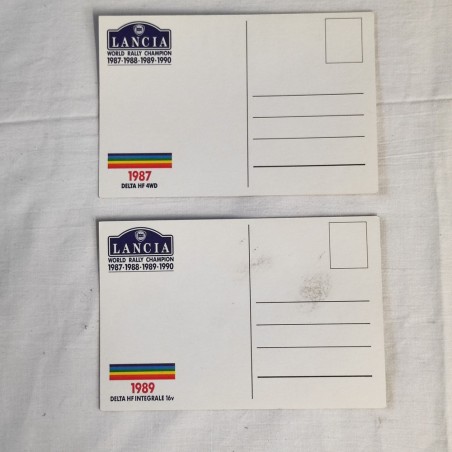 LANCIA
WORLD RALLY CHAMPION
1987·1988·1989·1990
1987
DELTA HF 4WD
LANCIA
WORLD RALLY CHAMPION
1987·1988·1989·1990
1989
DELTA HF INTEGRALE 16v